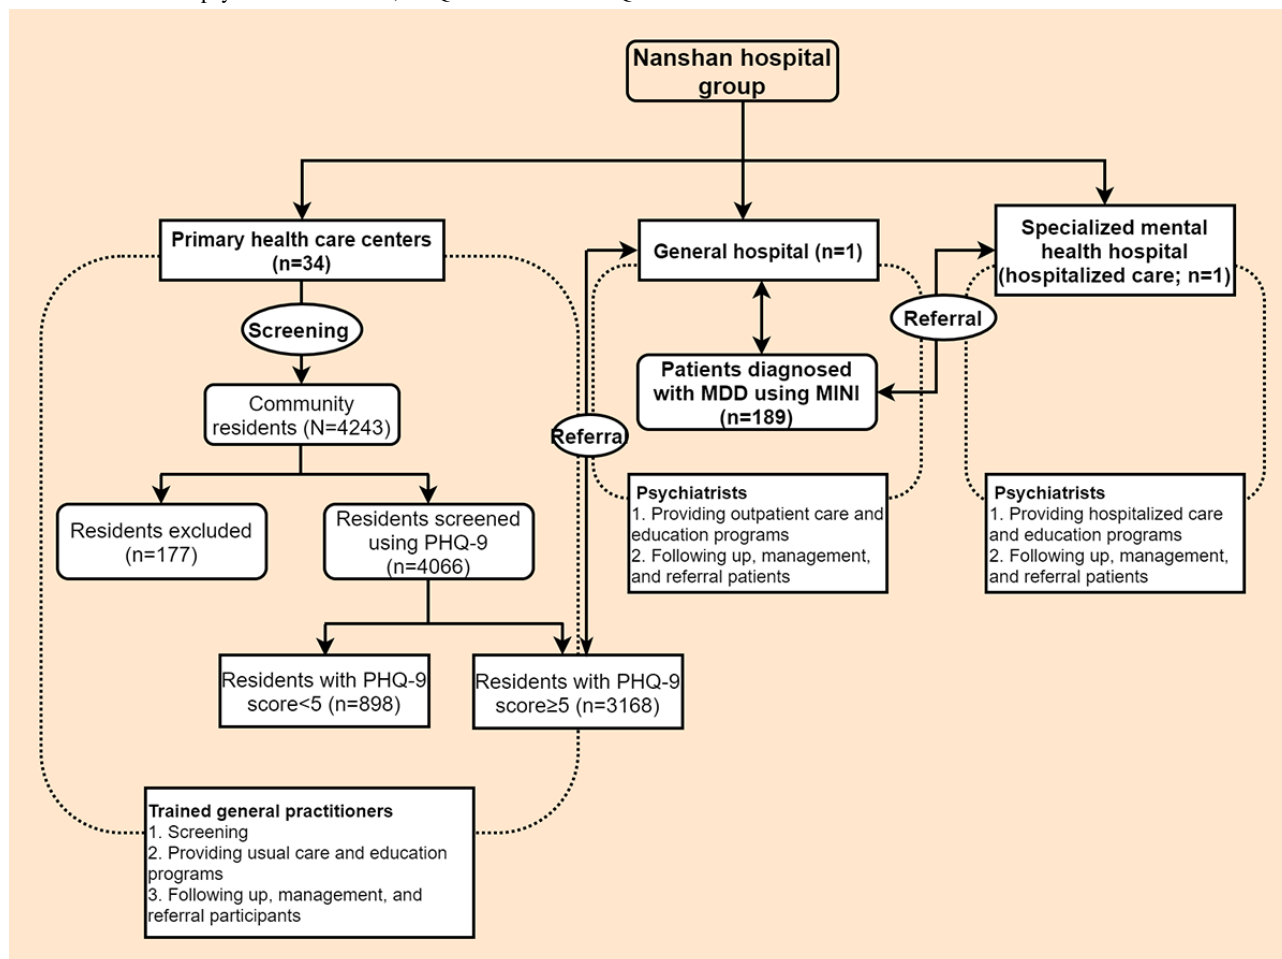 Nanshan hospital
group
Primary health care centers
(n=34)
General hospital (n=1)
Specialized mental
health hospital
(hospitalized care; n=1)
Screening
Referral
Community
residents (N=4243)
Patients diagnosed
with MDD using MINI
(n=189)
Referral
Residents excluded
(n=177)
Residents screened
using PHQ-9
(n=4066)
Psychiatrists
1. Providing outpatient care and
education programs
2. Following up, management,
and referral patients
Psychiatrists
1. Providing hospitalized care
and education programs
2. Following up, management,
and referral patients
Residents with PHQ-9
score<5 (n=898)
Residents with PHQ-9
score≥5 (n=3168)
Trained general practitioners
1. Screening
2. Providing usual care and education
programs
3. Following up, management, and
referral participants